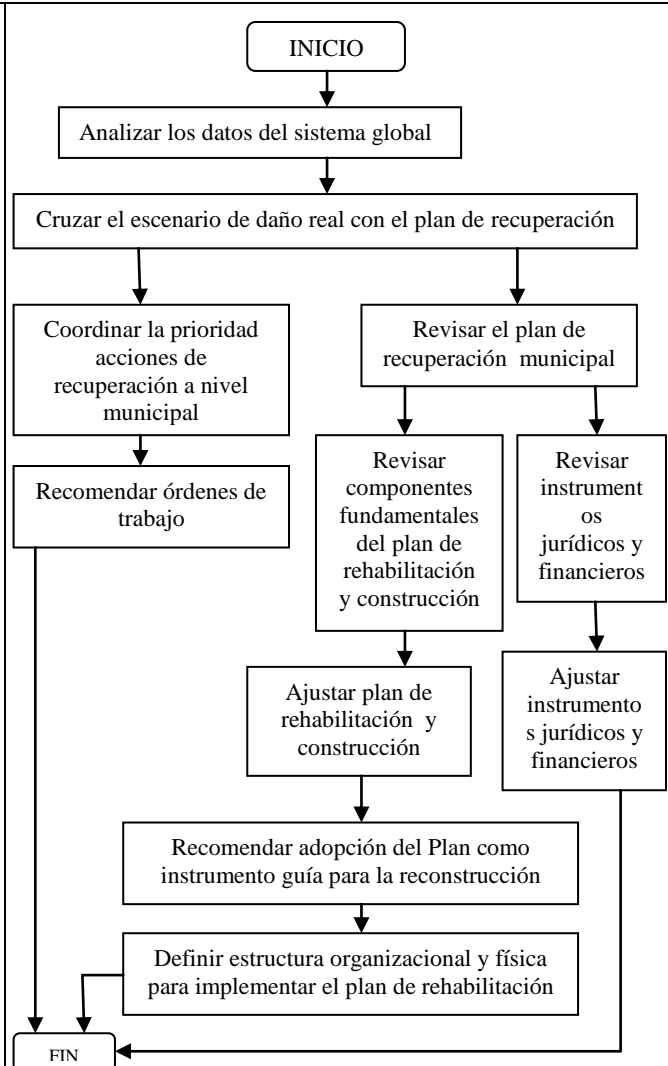 INICIO
Analizar los datos del sistema global
Cruzar el escenario de daño real con el plan de recuperación
Coordinar la prioridad
acciones de
recuperación a nivel
municipal
Revisar el plan de
recuperación municipal
Recomendar órdenes de
trabajo
Revisar
componentes
fundamentales
del plan de
rehabilitación
y construcción
Revisar
instrument
os
jurídicos y
financieros
Ajustar plan de
rehabilitación y
construcción
Ajustar
instrumento
s jurídicos y
financieros
Recomendar adopción del Plan como
instrumento guía para la reconstrucción
Definir estructura organizacional y física
para implementar el plan de rehabilitación
FIN